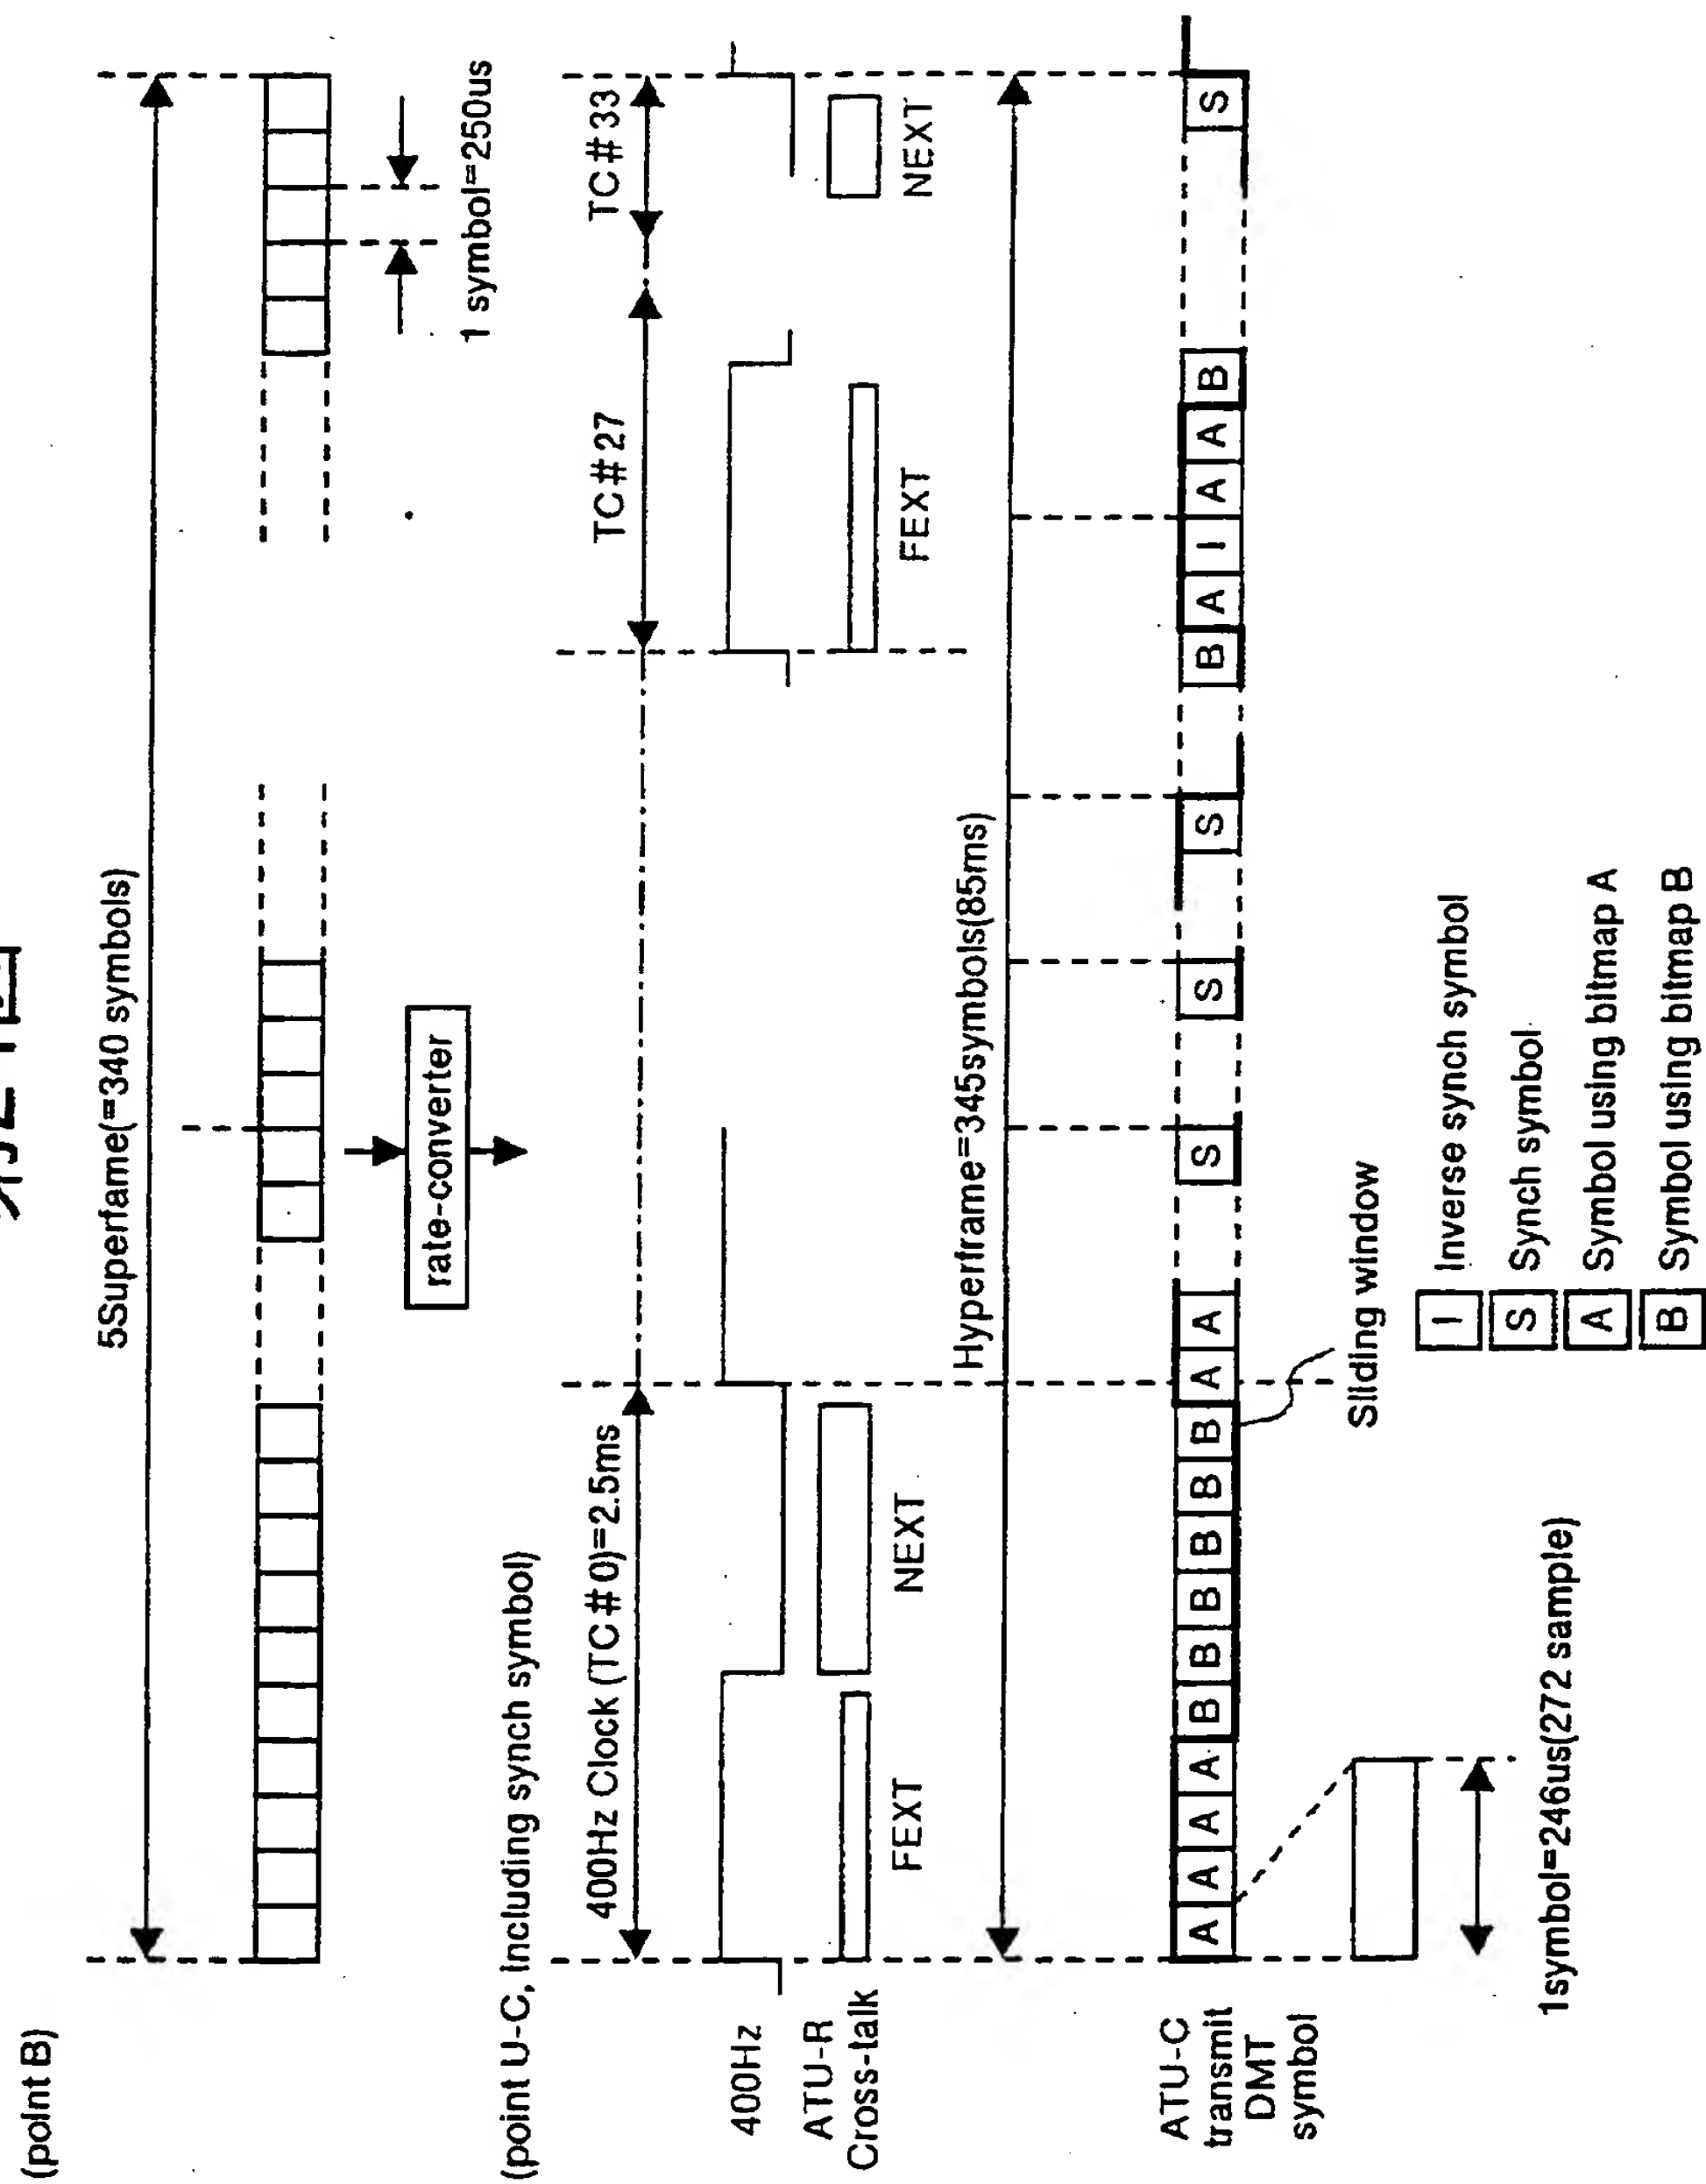 (point B)
5Superfame(=340 symbols)
1 symbol=250us
rate-converter
(point U-C, including synch symbol)
400Hz Clock (TC#0)=2.5ms
TC#27
TC#33
400Hz
ATU-R
Cross-talk
FEXT
NEXT
FEXT
NEXT
Hyperframe=345symbols(85ms)
ATU-C
transmit
DMT
symbol
A A A A B B B B B B A A S S S B A I A A B S
Sliding window
1symbol=246us(272 sample)
I Inverse synch symbol
S Synch symbol
A Symbol using bitmap A
B Symbol using bitmap B